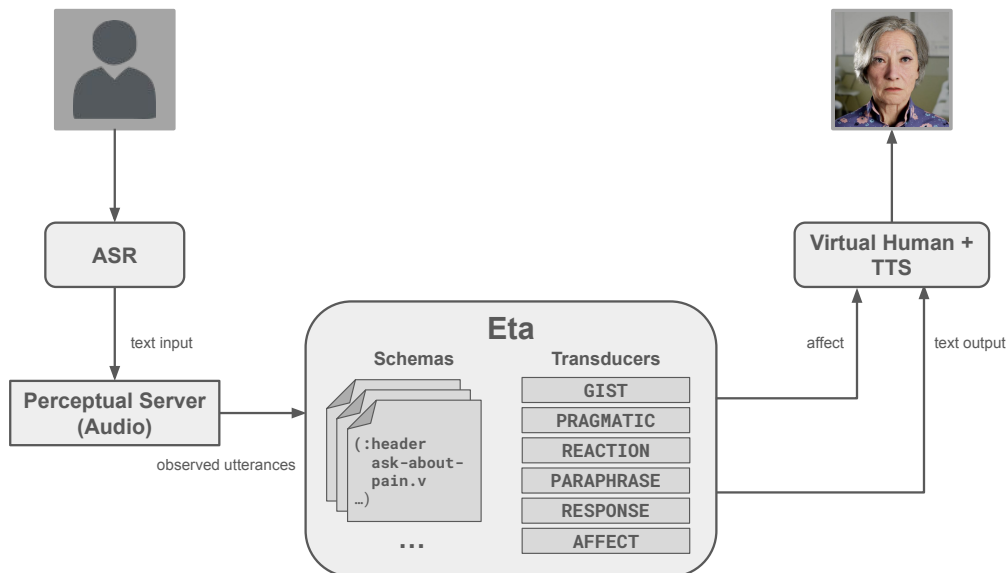 ASR
text input
Perceptual Server
(Audio)
observed utterances
Eta
Schemas
(:header
ask-about-
pain.v
…)
...
Transducers
GIST
PRAGMATIC
REACTION
PARAPHRASE
RESPONSE
AFFECT
affect
text output
Virtual Human +
TTS